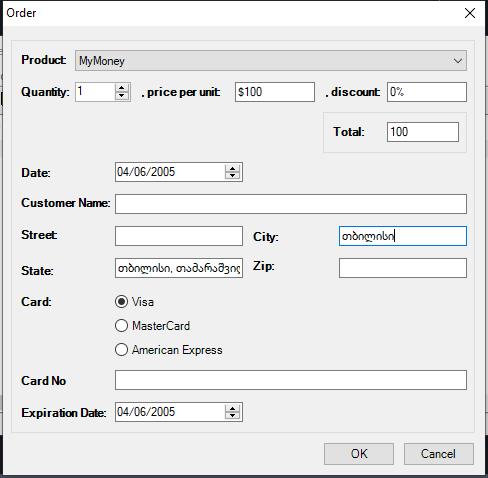 Order
Product: MyMoney
Quantity: 1 , price per unit: $100 , discount: 0%
Total: 100
Date: 04/06/2005
Customer Name:
Street: City: თბილისი
State: თბილისი, Zip:
Card: Visa
MasterCard
American Express
Card No
Expiration Date: 04/06/2005
OK Cancel